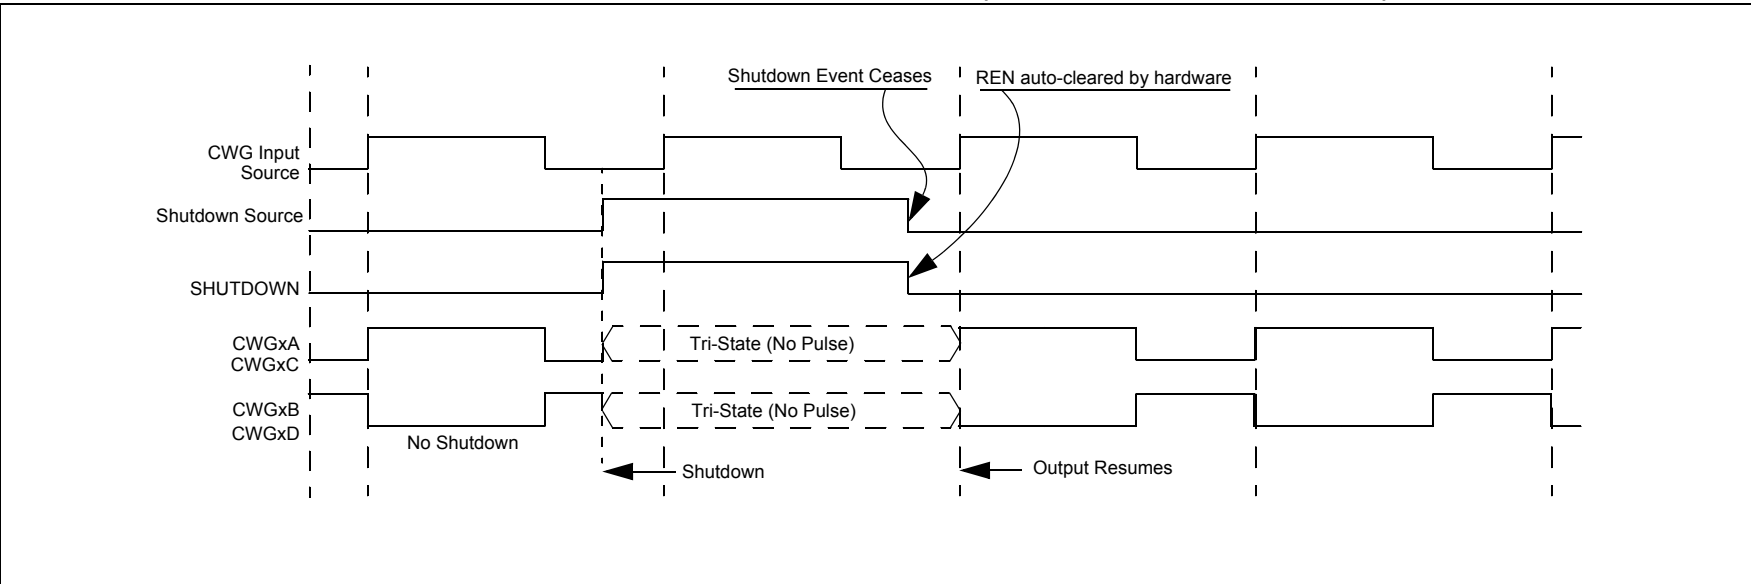 Shutdown Event Ceases
REN auto-cleared by hardware
CWG Input
Source
Shutdown Source
SHUTDOWN
CWGxA
CWGxC
Tri-State (No Pulse)
CWGxB
CWGxD
Tri-State (No Pulse)
No Shutdown
Shutdown
Output Resumes